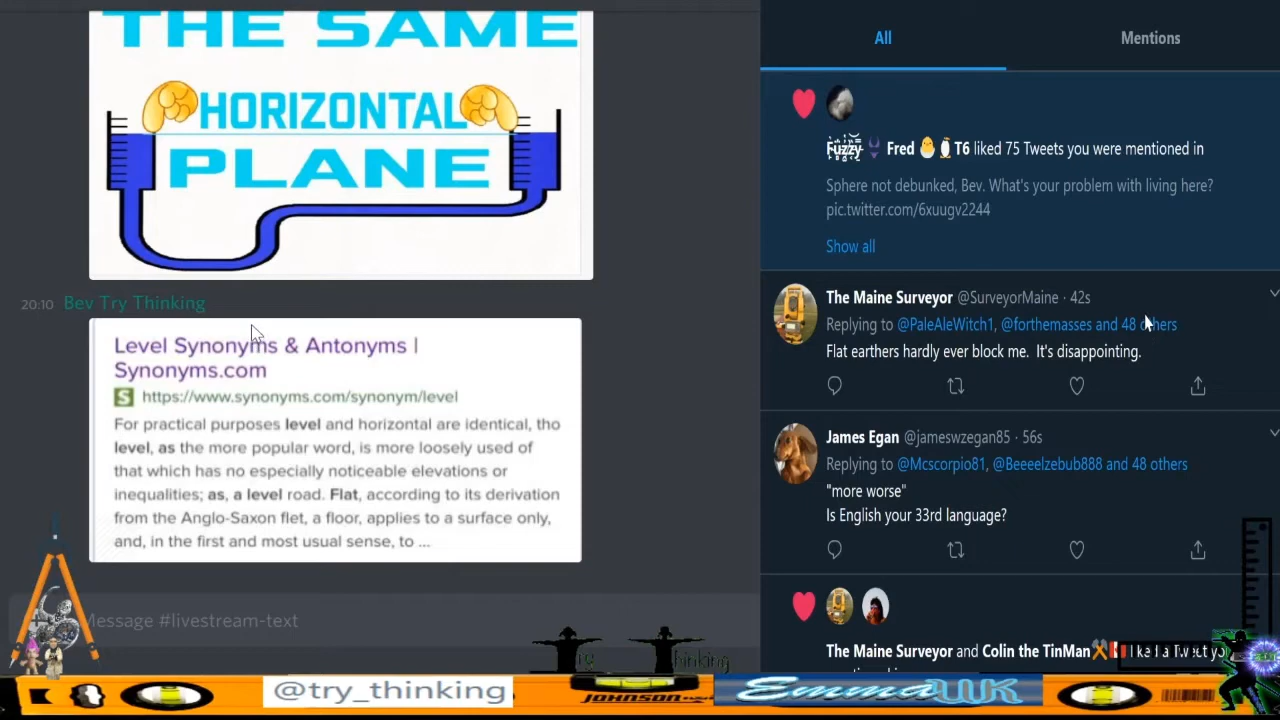 THE SAME
HORIZONTAL
PLANE
20:10 Bev Try Thinking
Level Synonyms & Antonyms |
Synonyms.com
S https://www.synonyms.com/synonym/level
For practical purposes level and horizontal are identical, tho
level, as the more popular word, is more loosely used of
that which has no especially noticeable elevations or
inequalities; as, a level road. Flat, according to its derivation
from the Anglo-Saxon flet, a floor, applies to a surface only,
and, in the first and most usual sense, to ...
Message #livestream-text
All
Mentions
Fuzzy Fred T6 liked 75 Tweets you were mentioned in
Sphere not debunked, Bev. What's your problem with living here?
pic.twitter.com/6xuugv2244
Show all
The Maine Surveyor @SurveyorMaine · 42s
Replying to @PaleAleWitch1, @forthemasses and 48 others
Flat earthers hardly ever block me. It's disappointing.
James Egan @jameswzegan85 · 56s
Replying to @Mcscorpio81, @Beeeelzebub888 and 48 others
"more worse"
Is English your 33rd language?
The Maine Surveyor and Colin the TinMan liked a Tweet yo
@try_thinking
JOHNSON
EmmaUK